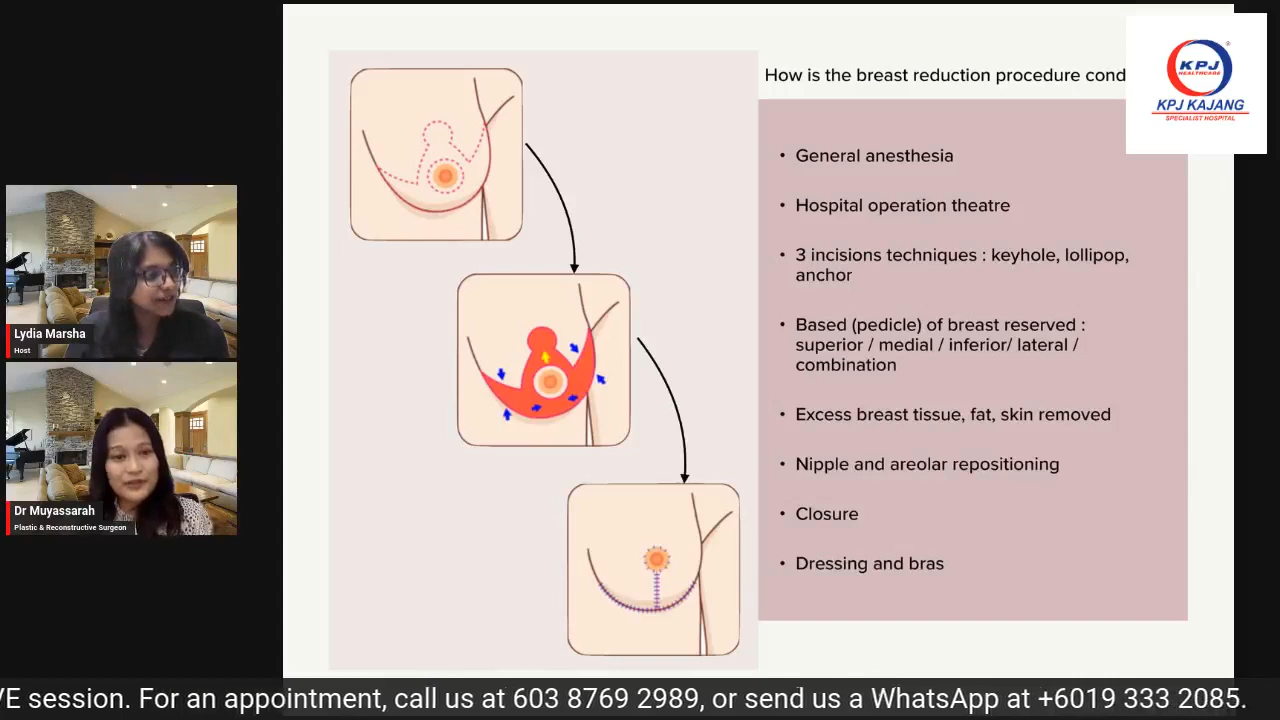 How is the breast reduction procedure cond
KPJ
HEALTHCARE
®
KPJ KAJANG
SPECIALIST HOSPITAL
• General anesthesia
• Hospital operation theatre
• 3 incisions techniques : keyhole, lollipop,
anchor
• Based (pedicle) of breast reserved :
superior / medial / inferior/ lateral /
combination
• Excess breast tissue, fat, skin removed
• Nipple and areolar repositioning
• Closure
• Dressing and bras
Lydia Marsha
Host
Dr Muyassarah
Plastic & Reconstructive Surgeon
VE session. For an appointment, call us at 603 8769 2989, or send us a WhatsApp at +6019 333 2085.